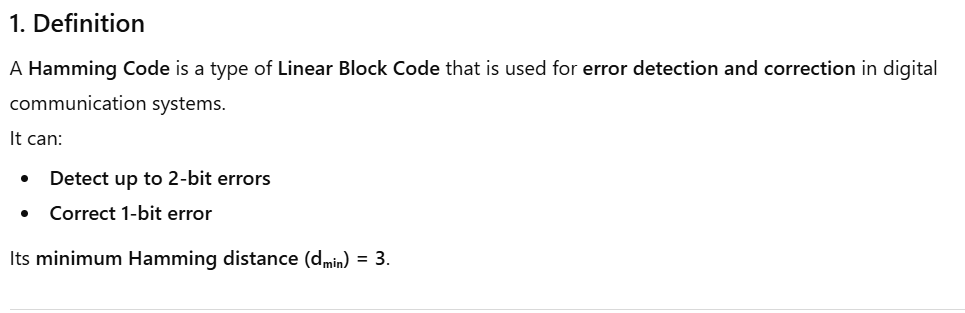 1. Definition
A Hamming Code is a type of Linear Block Code that is used for error detection and correction in digital
communication systems.
It can:
• Detect up to 2-bit errors
• Correct 1-bit error
Its minimum Hamming distance (dₘᵢₙ) = 3.